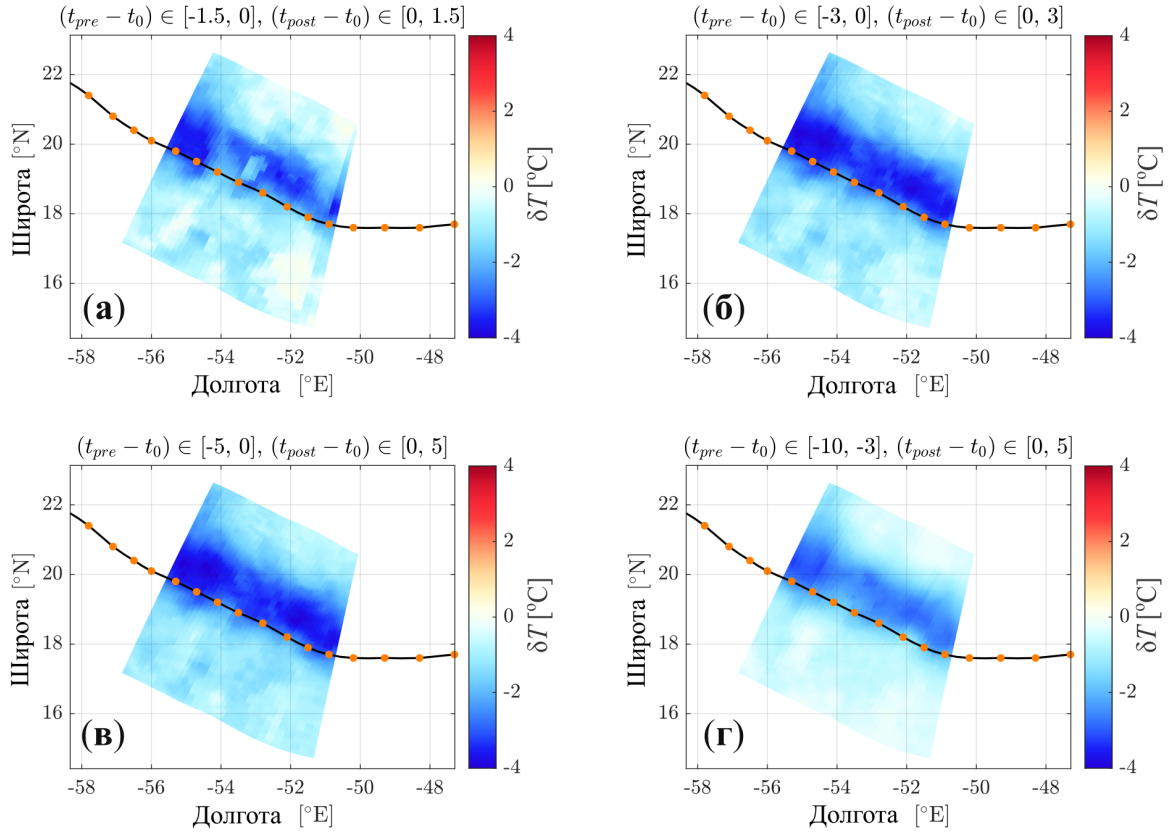 (t_pre − t_0) ∈ [-1.5, 0], (t_post − t_0) ∈ [0, 1.5]
22
20
18
16
-58 -56 -54 -52 -50 -48
Широта [°N]
Долгота [°E]
(а)
4
2
0
-2
-4
δT [°C]
(t_pre − t_0) ∈ [-3, 0], (t_post − t_0) ∈ [0, 3]
22
20
18
16
-58 -56 -54 -52 -50 -48
Широта [°N]
Долгота [°E]
(б)
4
2
0
-2
-4
δT [°C]
(t_pre − t_0) ∈ [-5, 0], (t_post − t_0) ∈ [0, 5]
22
20
18
16
-58 -56 -54 -52 -50 -48
Широта [°N]
Долгота [°E]
(в)
4
2
0
-2
-4
δT [°C]
(t_pre − t_0) ∈ [-10, -3], (t_post − t_0) ∈ [0, 5]
22
20
18
16
-58 -56 -54 -52 -50 -48
Широта [°N]
Долгота [°E]
(г)
4
2
0
-2
-4
δT [°C]